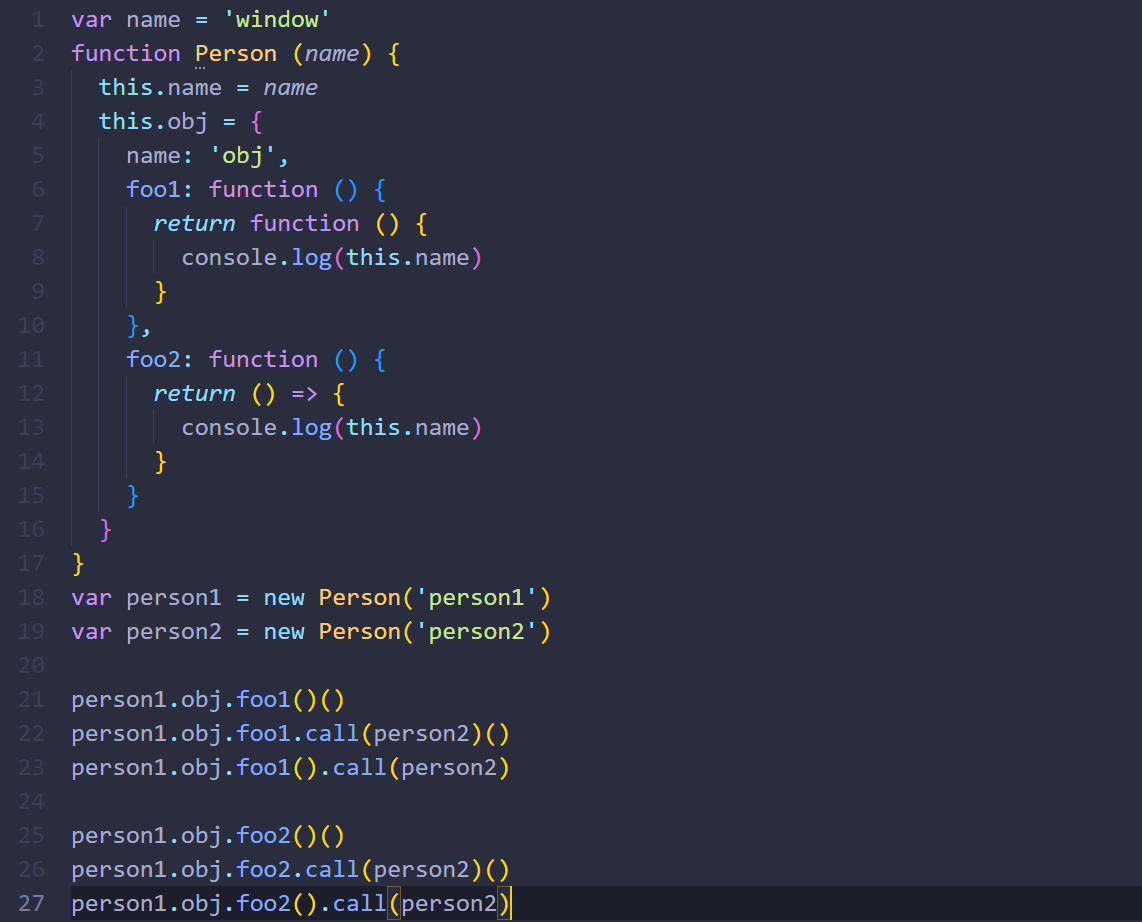 1 var name = 'window'
2 function Person (name) {
3   this.name = name
4   this.obj = {
5     name: 'obj',
6     foo1: function () {
7       return function () {
8         console.log(this.name)
9       }
10     },
11     foo2: function () {
12       return () => {
13         console.log(this.name)
14       }
15     }
16   }
17 }
18 var person1 = new Person('person1')
19 var person2 = new Person('person2')
20
21 person1.obj.foo1()()
22 person1.obj.foo1.call(person2)()
23 person1.obj.foo1().call(person2)
24
25 person1.obj.foo2()()
26 person1.obj.foo2.call(person2)()
27 person1.obj.foo2().call(person2)